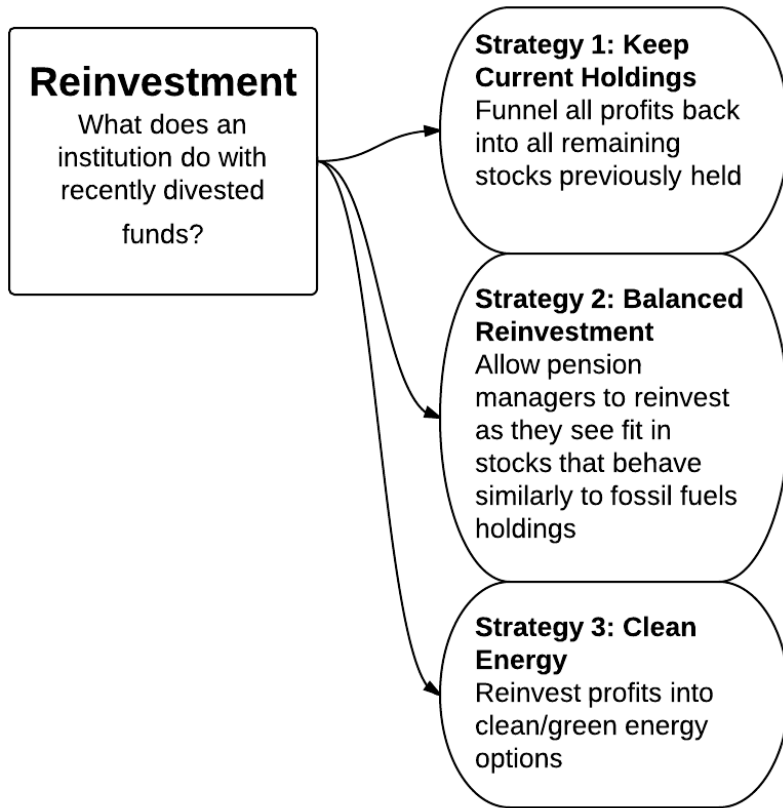 Reinvestment
What does an
institution do with
recently divested
funds?
Strategy 1: Keep
Current Holdings
Funnel all profits back
into all remaining
stocks previously held
Strategy 2: Balanced
Reinvestment
Allow pension
managers to reinvest
as they see fit in
stocks that behave
similarly to fossil fuels
holdings
Strategy 3: Clean
Energy
Reinvest profits into
clean/green energy
options